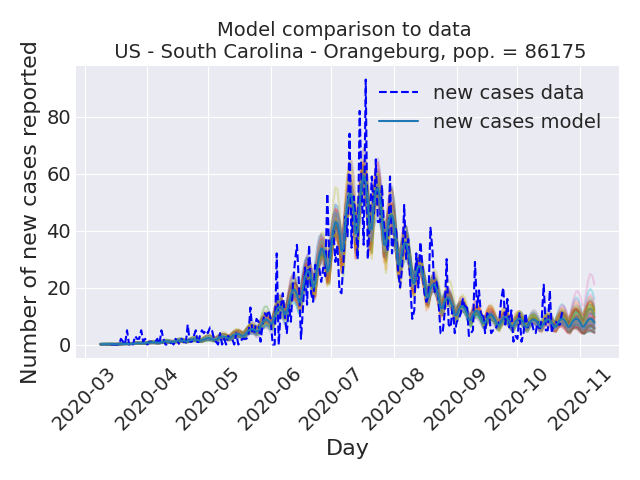 Model comparison to data
US - South Carolina - Orangeburg, pop. = 86175
Number of new cases reported
80
60
40
20
0
new cases data
new cases model
2020-03
2020-04
2020-05
2020-06
2020-07
2020-08
2020-09
2020-10
2020-11
Day